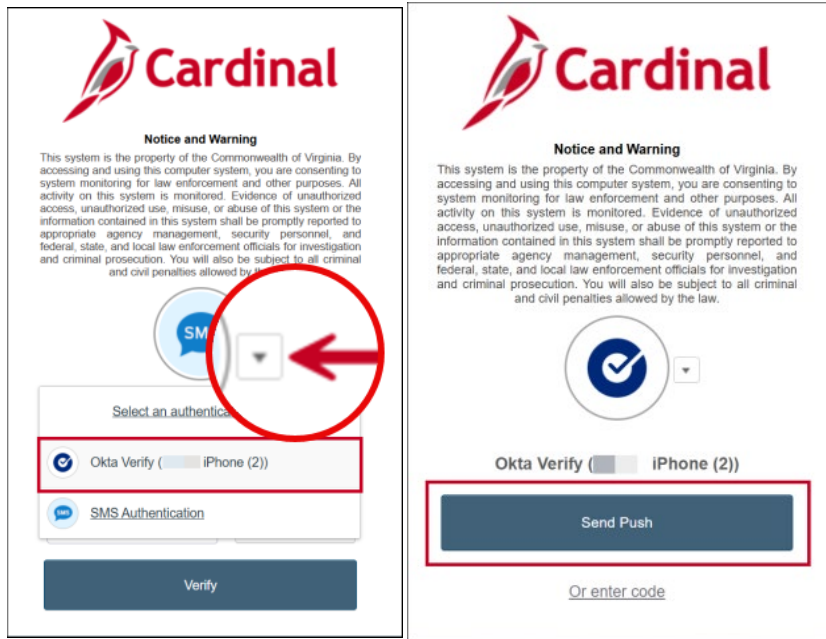 Cardinal
Notice and Warning
This system is the property of the Commonwealth of Virginia. By
accessing and using this computer system, you are consenting to
system monitoring for law enforcement and other purposes. All
activity on this system is monitored. Evidence of unauthorized
access, unauthorized use, misuse, or abuse of this system or the
information contained in this system shall be promptly reported to
appropriate agency management, security personnel, and
federal, state, and local law enforcement officials for investigation
and criminal prosecution. You will also be subject to all criminal
and civil penalties allowed by
SM
Select an authentica
Okta Verify ( iPhone (2))
SMS
SMS Authentication
Verify
Cardinal
Notice and Warning
This system is the property of the Commonwealth of Virginia. By
accessing and using this computer system, you are consenting to
system monitoring for law enforcement and other purposes. All
activity on this system is monitored. Evidence of unauthorized
access, unauthorized use, misuse, or abuse of this system or the
information contained in this system shall be promptly reported to
appropriate agency management, security personnel, and
federal, state, and local law enforcement officials for investigation
and criminal prosecution. You will also be subject to all criminal
and civil penalties allowed by the law.
Okta Verify ( iPhone (2))
Send Push
Or enter code